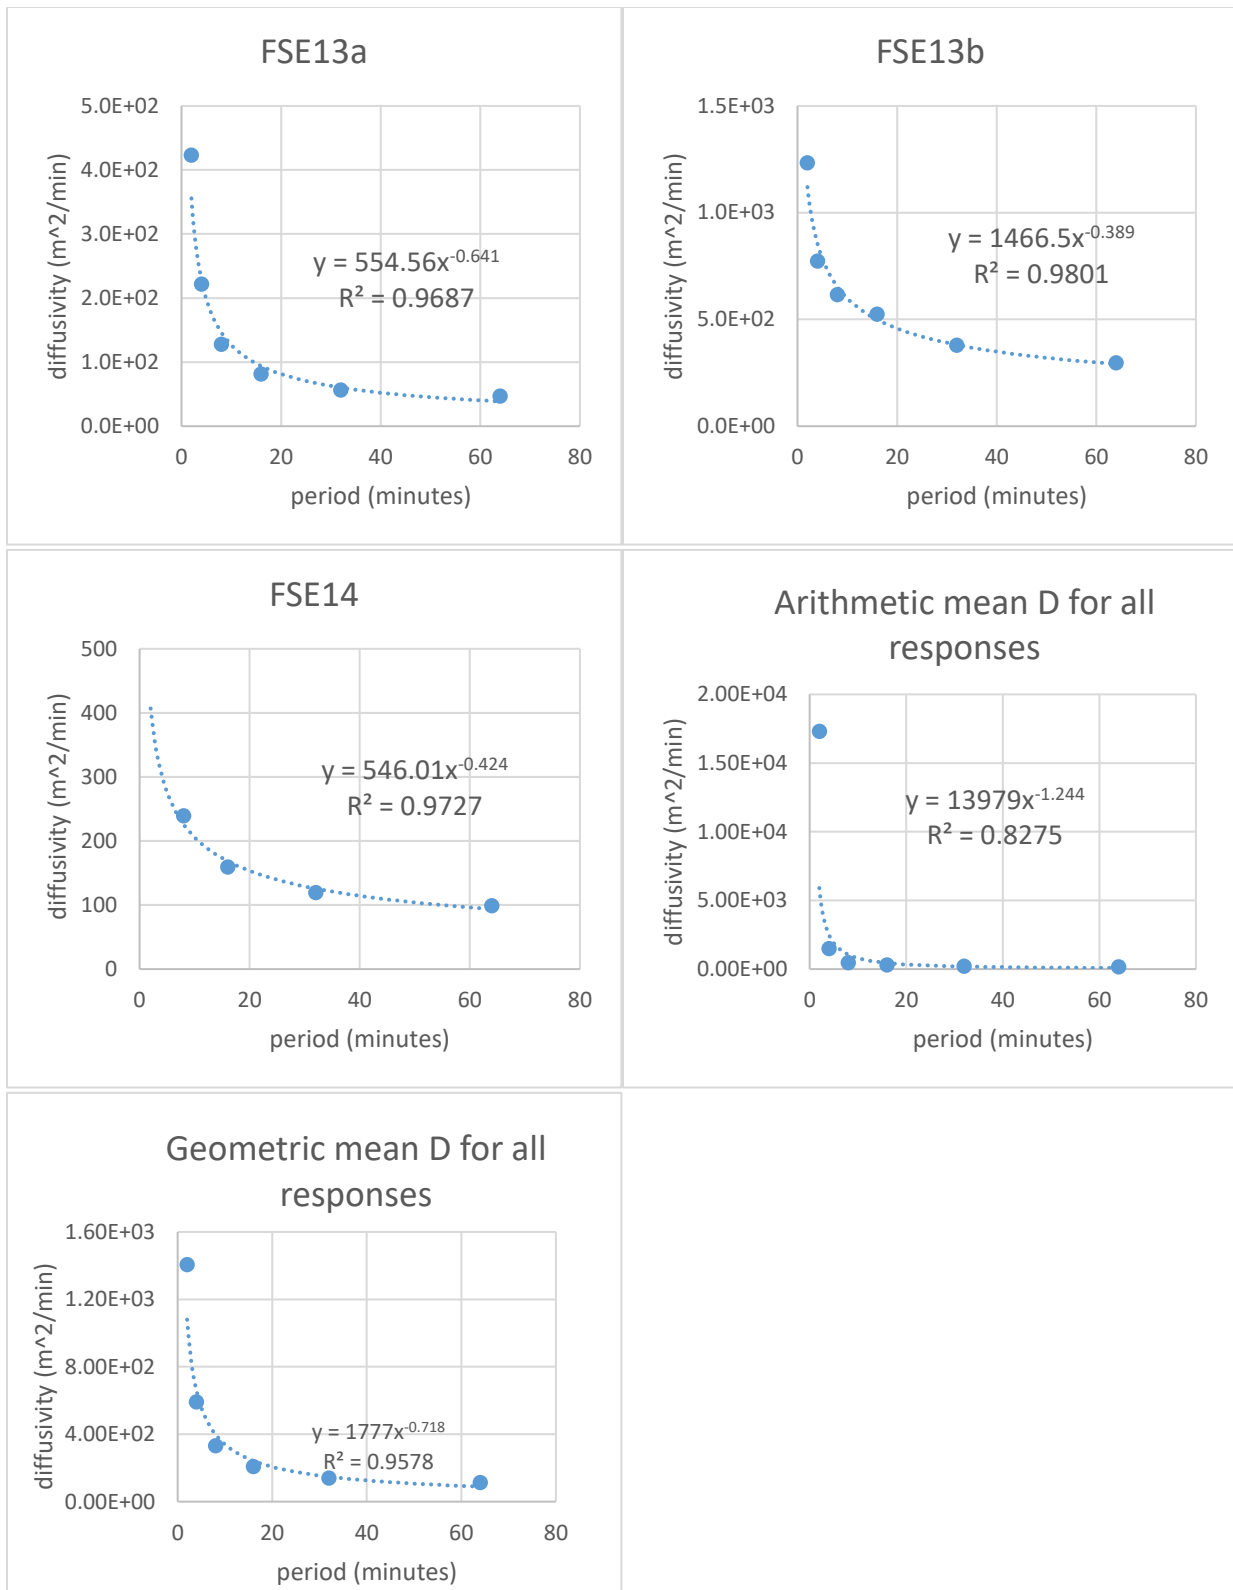 FSE13a
5.0E+02
4.0E+02
3.0E+02
2.0E+02
1.0E+02
0.0E+00
diffusivity (m^2/min)
y = 554.56x^-0.641
R² = 0.9687
0 20 40 60 80
period (minutes)
FSE13b
1.5E+03
1.0E+03
5.0E+02
0.0E+00
diffusivity (m^2/min)
y = 1466.5x^-0.389
R² = 0.9801
0 20 40 60 80
period (minutes)
FSE14
500
400
300
200
100
0
diffusivity (m^2/min)
y = 546.01x^-0.424
R² = 0.9727
0 20 40 60 80
period (minutes)
Arithmetic mean D for all
responses
2.00E+04
1.50E+04
1.00E+04
5.00E+03
0.00E+00
diffusivity (m^2/min)
y = 13979x^-1.244
R² = 0.8275
0 20 40 60 80
period (minutes)
Geometric mean D for all
responses
1.60E+03
1.20E+03
8.00E+02
4.00E+02
0.00E+00
diffusivity (m^2/min)
y = 1777x^-0.718
R² = 0.9578
0 20 40 60 80
period (minutes)